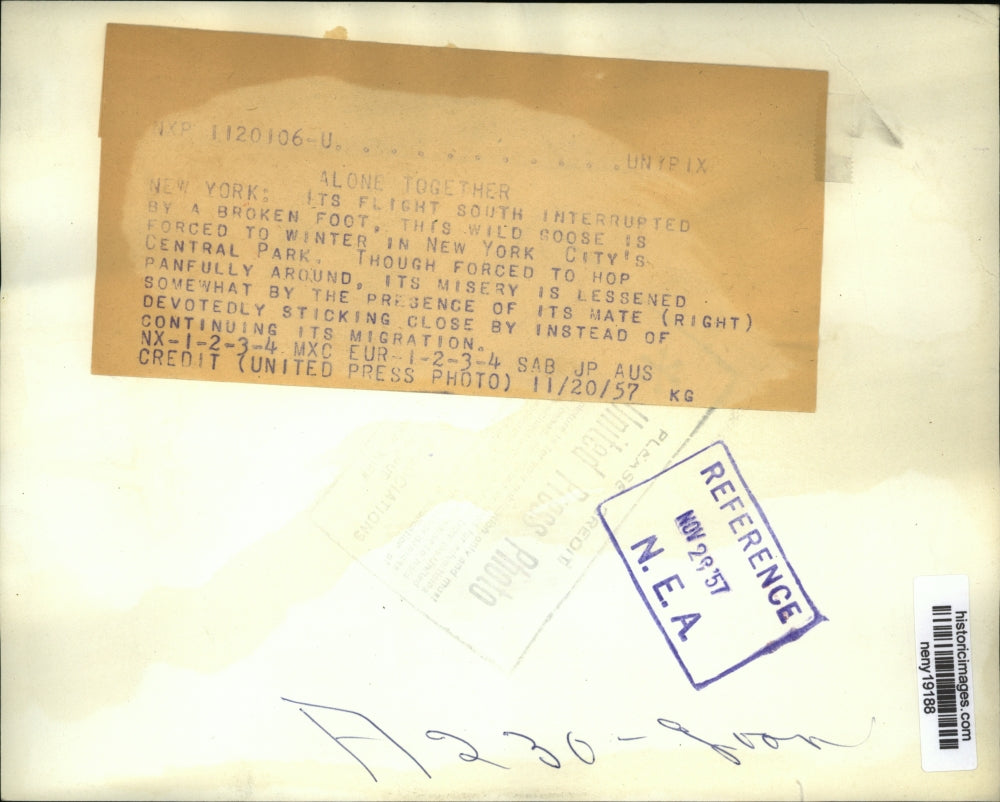 NXP 1120106-U. . . . . . . . . . . . .UNYPIX
ALONE TOGETHER
NEW YORK: ITS FLIGHT SOUTH INTERRUPTED
BY A BROKEN FOOT, THIS WILD GOOSE IS
FORCED TO WINTER IN NEW YORK CITY'S
CENTRAL PARK. THOUGH FORCED TO HOP
PANFULLY AROUND, ITS MISERY IS LESSENED
SOMEWHAT BY THE PRESENCE OF ITS MATE (RIGHT)
DEVOTEDLY STICKING CLOSE BY INSTEAD OF
CONTINUING ITS MIGRATION.
NX-1-2-3-4 MXC EUR-1-2-3-4 SAB JP AUS
CREDIT (UNITED PRESS PHOTO) 11/20/57 KG
PLEASE CREDIT
United Press Photo
REFERENCE
NOV 29 '57
N. E. A.
historicimages.com
neny19188
A 230-